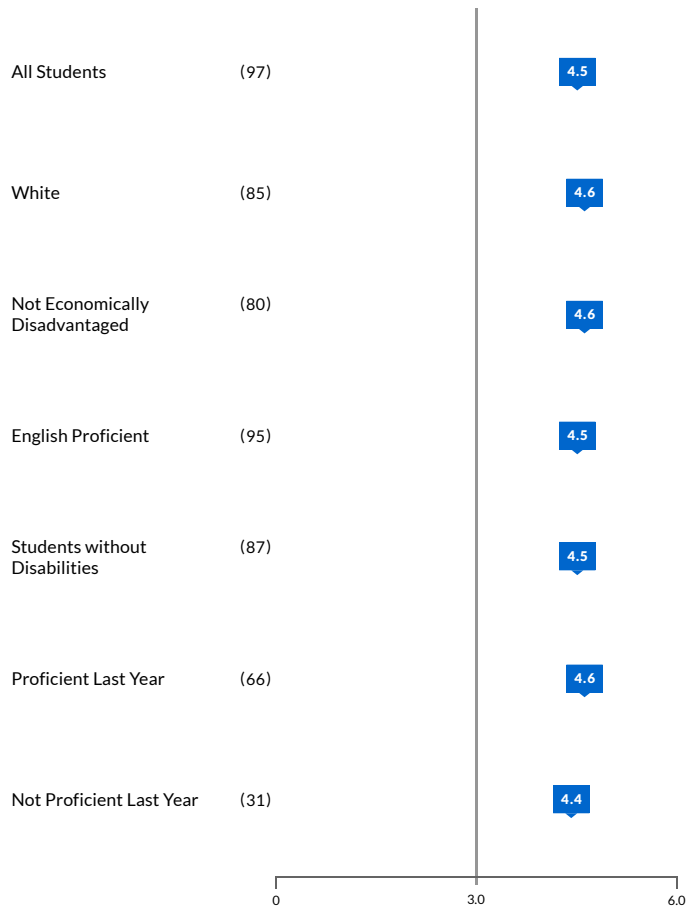 All Students (97) 4.5
White (85) 4.6
Not Economically (80) 4.6
Disadvantaged
English Proficient (95) 4.5
Students without (87) 4.5
Disabilities
Proficient Last Year (66) 4.6
Not Proficient Last Year (31) 4.4
0 3.0 6.0